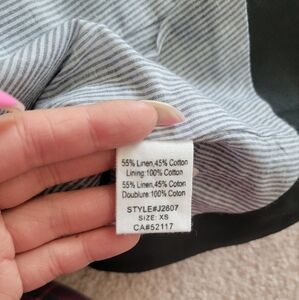 55% Linen,45% Cotton
Lining:100% Cotton
55% Linen,45% Coton
Doublure:100% Coton
STYLE#J2607
SIZE: XS
CA#52117